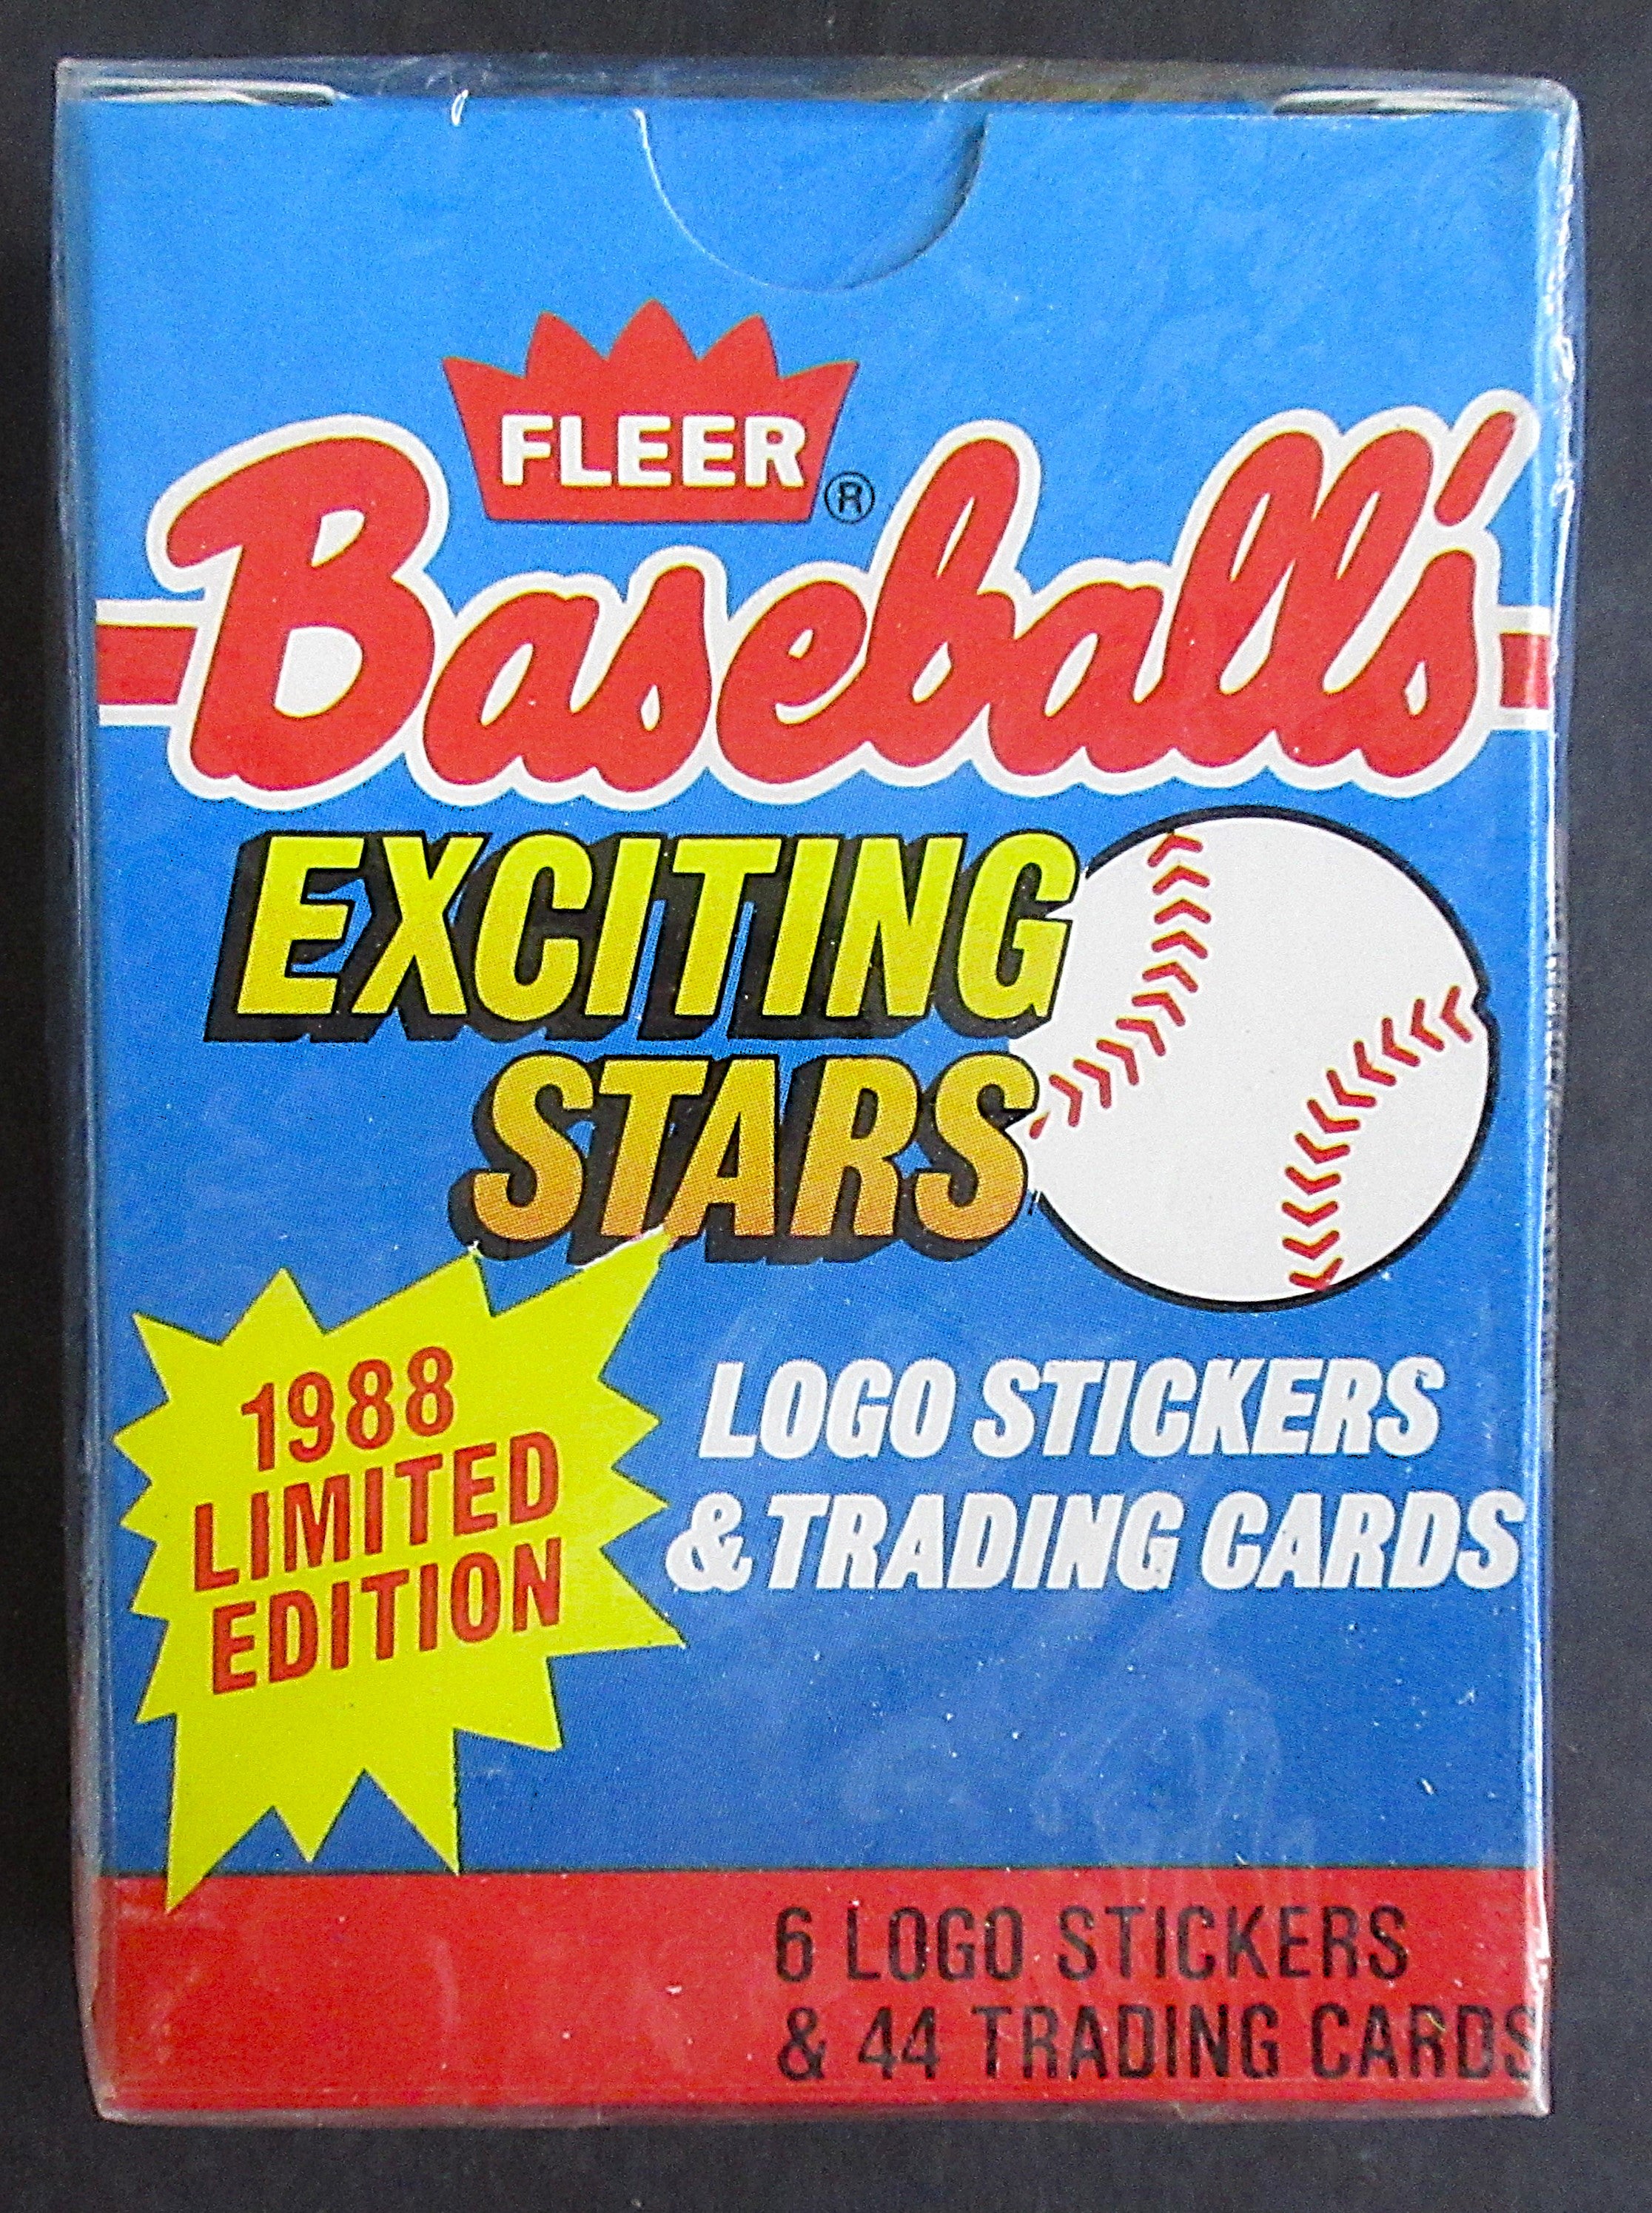 FLEER®
Baseball's
EXCITING
STARS
1988
LIMITED
EDITION
LOGO STICKERS
& TRADING CARDS
6 LOGO STICKERS
& 44 TRADING CARDS